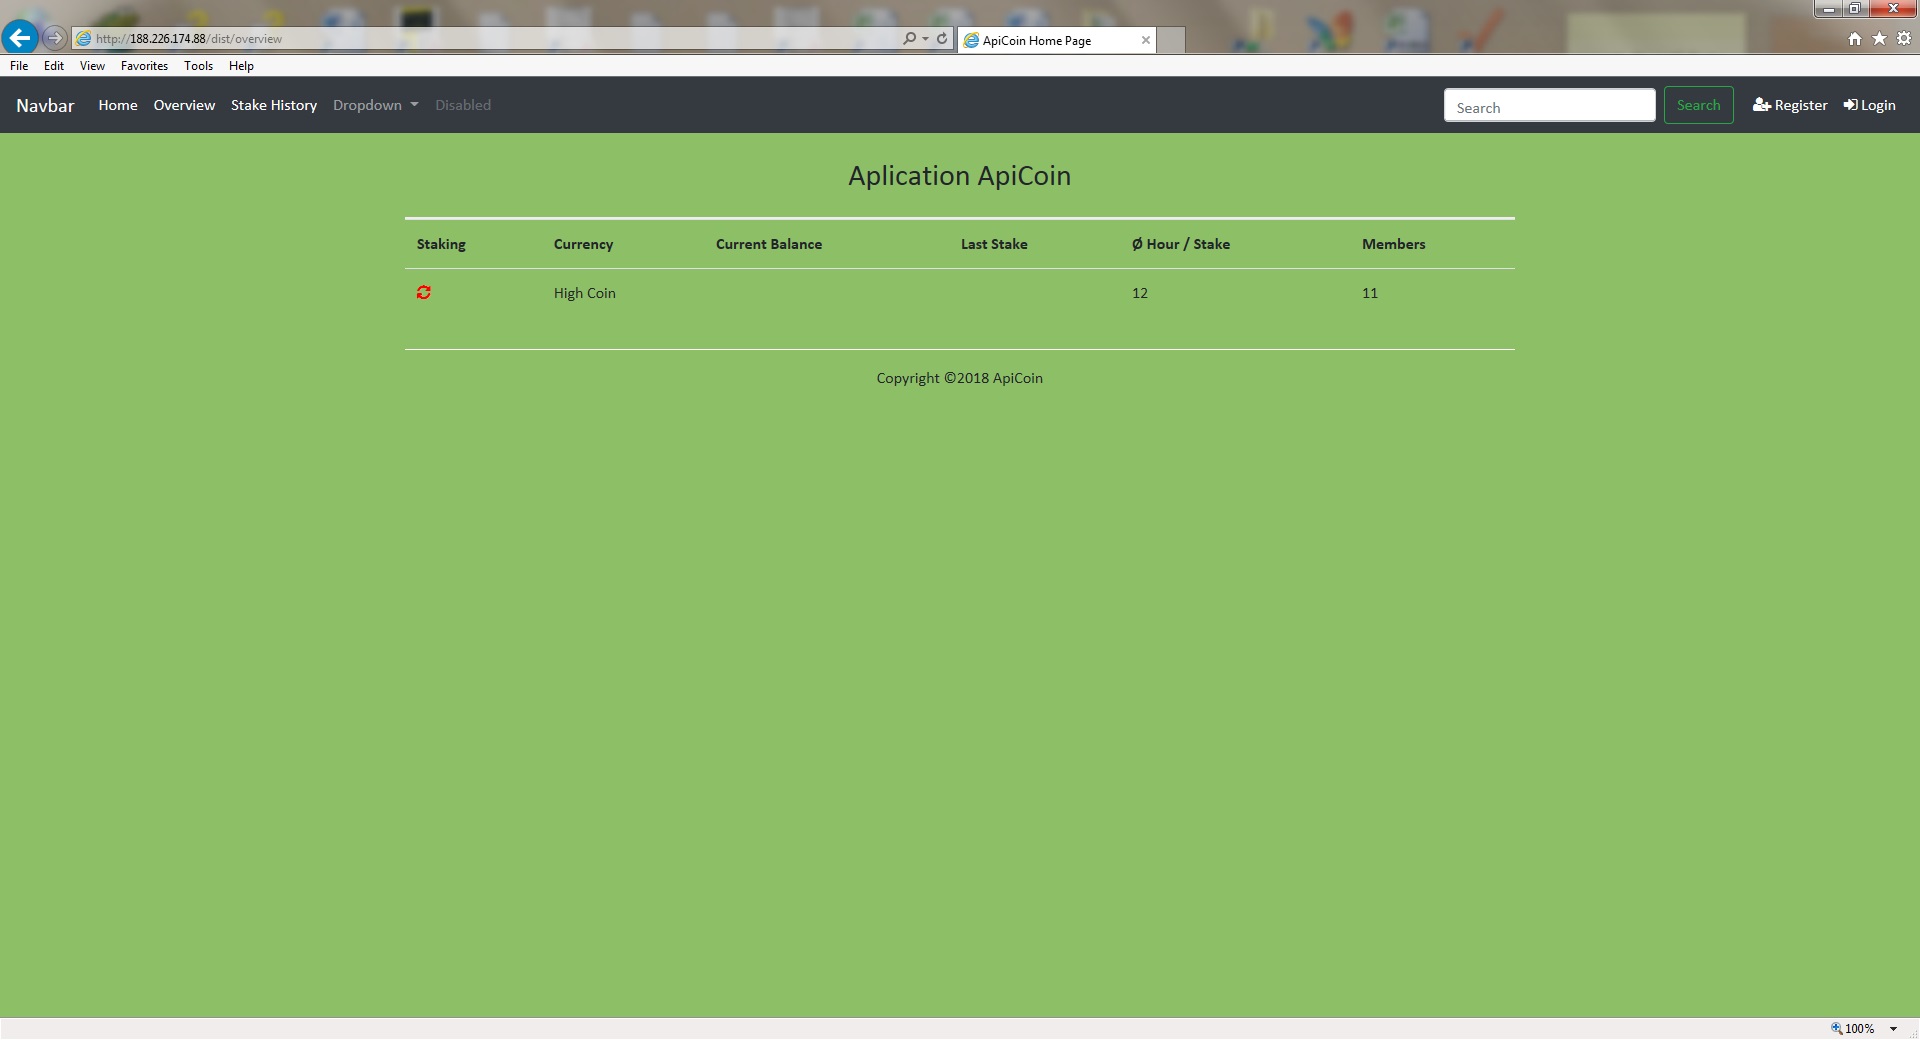 http://188.226.174.88/dist/overview
ApiCoin Home Page
File Edit View Favorites Tools Help
Navbar Home Overview Stake History Dropdown Disabled Search Search Register Login
Aplication ApiCoin
Staking Currency Current Balance Last Stake Ø Hour / Stake Members
High Coin 12 11
Copyright ©2018 ApiCoin
100%